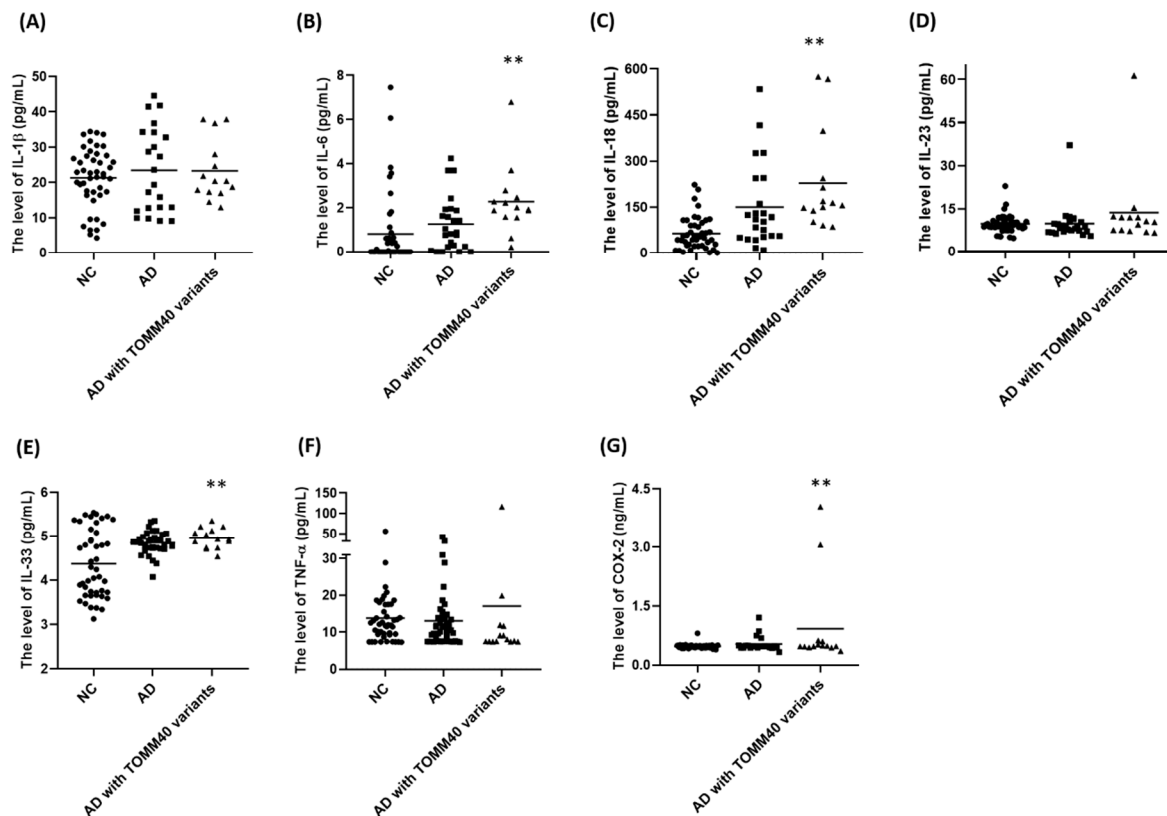 (A)
The level of IL-1β (pg/mL)
50
40
30
20
10
0
NC
AD
AD with TOMM40 variants
(B)
The level of IL-6 (pg/mL)
8
6
4
2
0
**
NC
AD
AD with TOMM40 variants
(C)
The level of IL-18 (pg/mL)
600
450
300
150
0
**
NC
AD
AD with TOMM40 variants
(D)
The level of IL-23 (pg/mL)
60
45
30
15
0
NC
AD
AD with TOMM40 variants
(E)
The level of IL-33 (pg/mL)
6
5
4
3
2
**
NC
AD
AD with TOMM40 variants
(F)
The level of TNF-α (pg/mL)
150
100
50
30
20
10
0
NC
AD
AD with TOMM40 variants
(G)
The level of COX-2 (ng/mL)
4.5
3.0
1.5
0.0
**
NC
AD
AD with TOMM40 variants